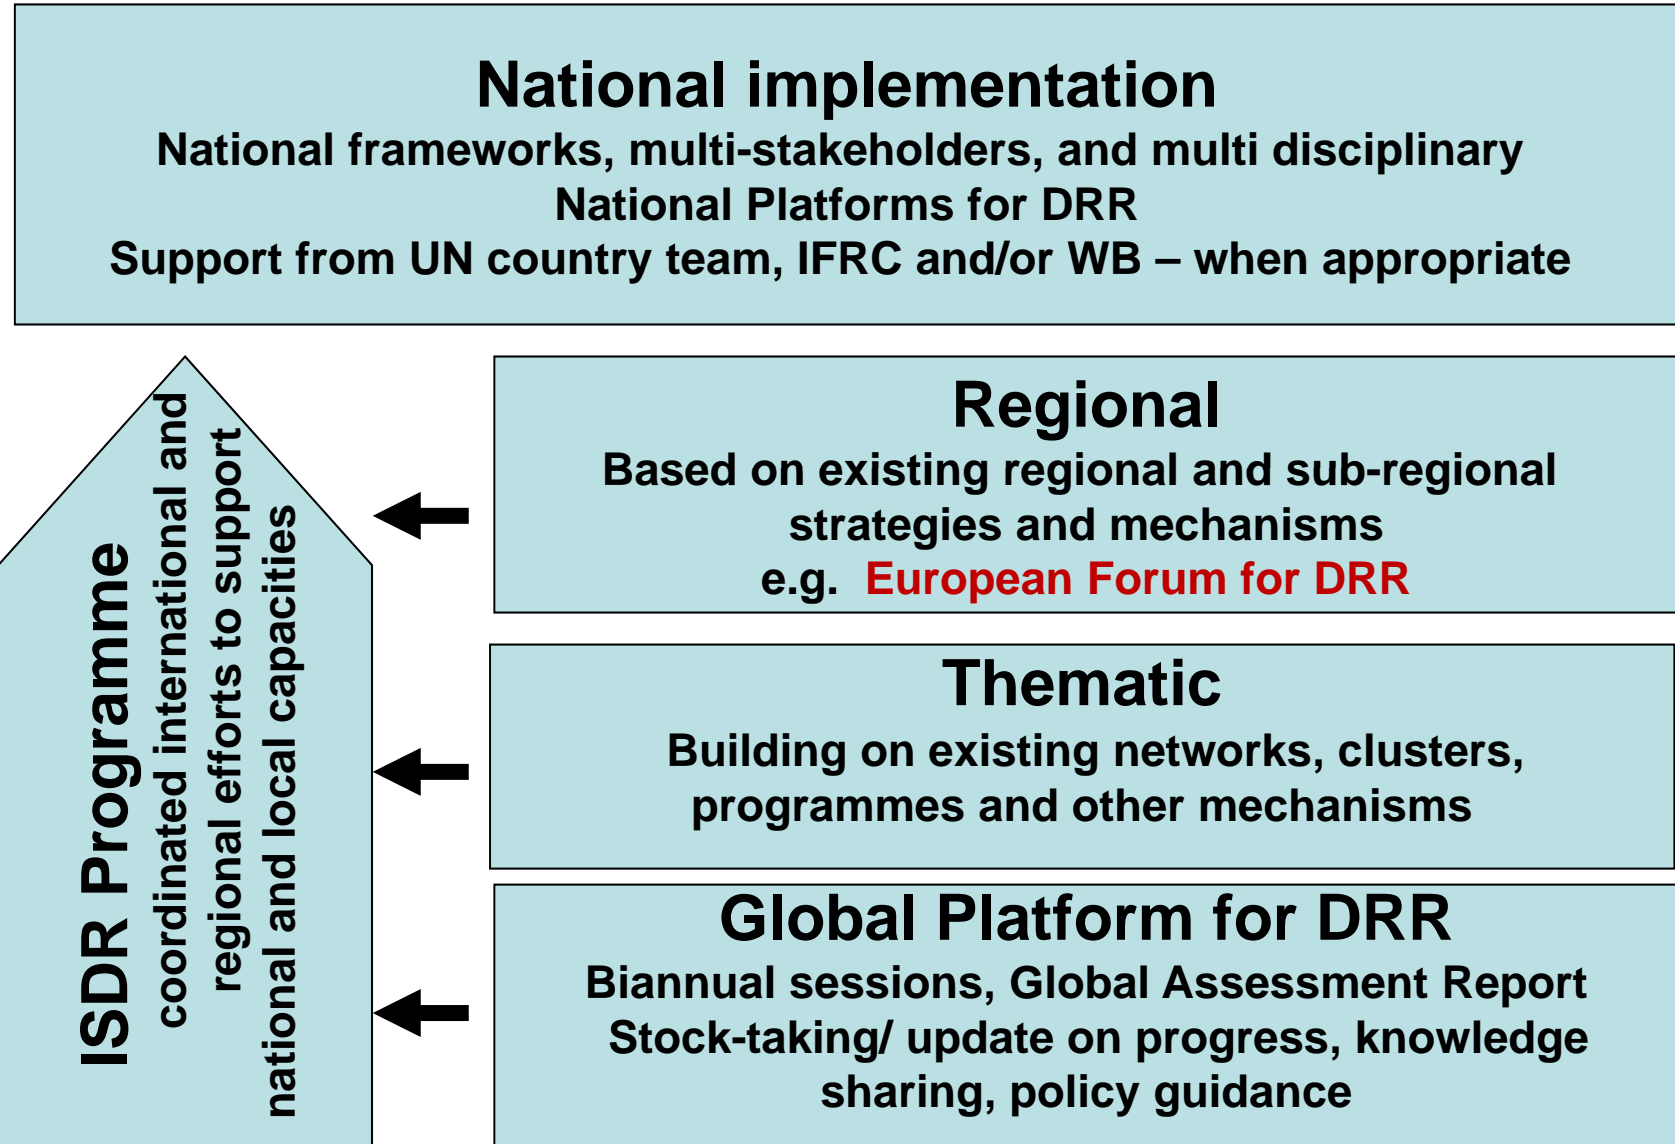 National implementation
National frameworks, multi-stakeholders, and multi disciplinary
National Platforms for DRR
Support from UN country team, IFRC and/or WB – when appropriate
ISDR Programme
coordinated international and
regional efforts to support
national and local capacities
Regional
Based on existing regional and sub-regional
strategies and mechanisms
e.g. European Forum for DRR
Thematic
Building on existing networks, clusters,
programmes and other mechanisms
Global Platform for DRR
Biannual sessions, Global Assessment Report
Stock-taking/ update on progress, knowledge
sharing, policy guidance